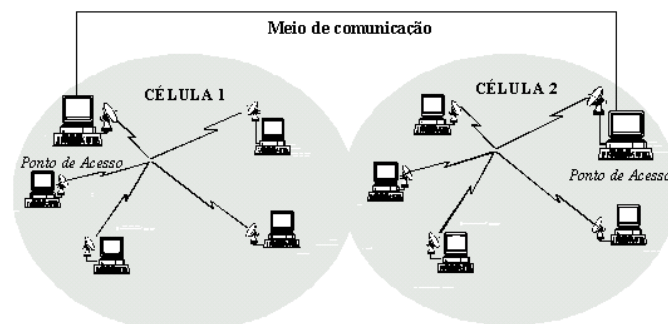 Meio de comunicação
CÉLULA 1
CÉLULA 2
Ponto de Acesso
Ponto de Acesso